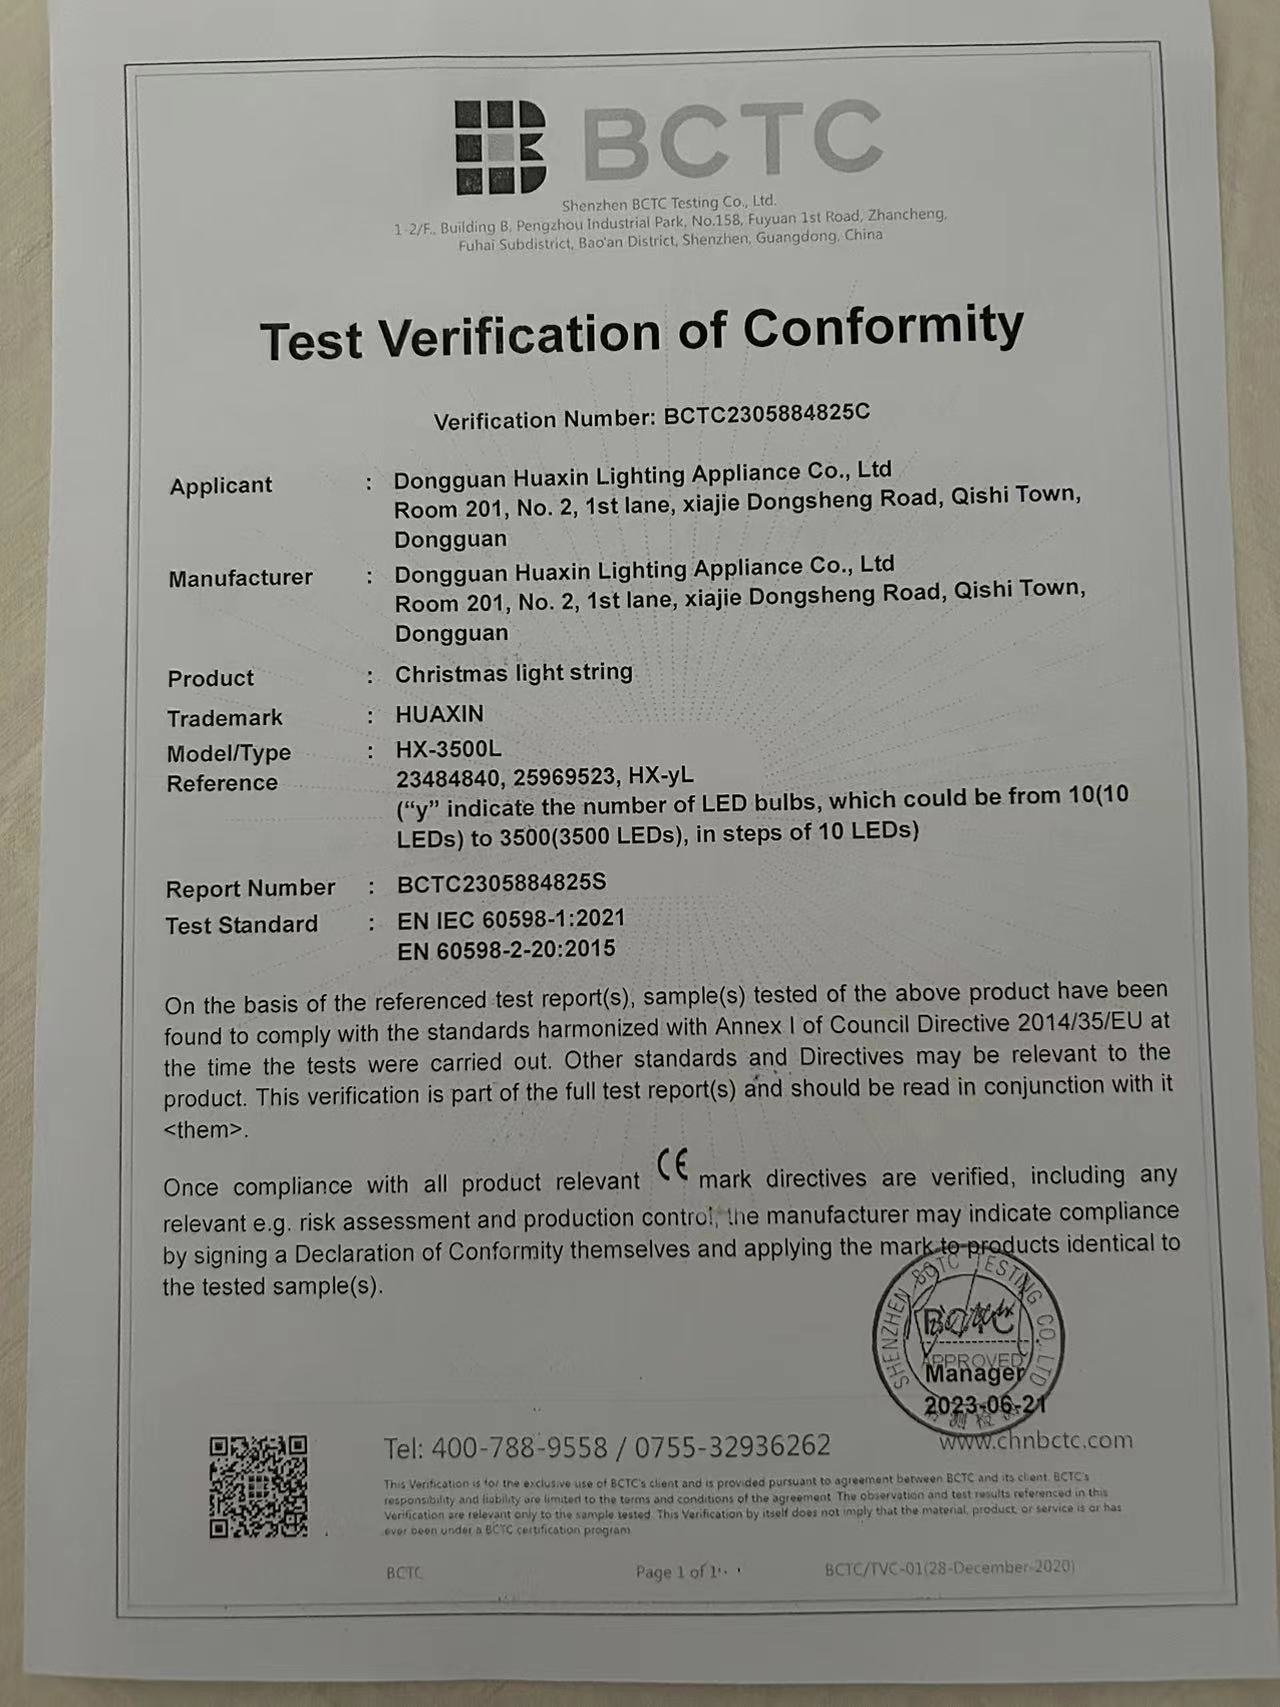 BCTC
Shenzhen BCTC Testing Co., Ltd.
1-2/F., Building B, Pengzhou Industrial Park, No.158, Fuyuan 1st Road, Zhancheng,
Fuhai Subdistrict, Bao'an District, Shenzhen, Guangdong, China
Test Verification of Conformity
Verification Number: BCTC2305884825C
Applicant : Dongguan Huaxin Lighting Appliance Co., Ltd
Room 201, No. 2, 1st lane, xiajie Dongsheng Road, Qishi Town,
Dongguan
Manufacturer : Dongguan Huaxin Lighting Appliance Co., Ltd
Room 201, No. 2, 1st lane, xiajie Dongsheng Road, Qishi Town,
Dongguan
Product : Christmas light string
Trademark : HUAXIN
Model/Type : HX-3500L
Reference 23484840, 25969523, HX-yL
(“y” indicate the number of LED bulbs, which could be from 10(10
LEDs) to 3500(3500 LEDs), in steps of 10 LEDs)
Report Number : BCTC2305884825S
Test Standard : EN IEC 60598-1:2021
EN 60598-2-20:2015
On the basis of the referenced test report(s), sample(s) tested of the above product have been
found to comply with the standards harmonized with Annex I of Council Directive 2014/35/EU at
the time the tests were carried out. Other standards and Directives may be relevant to the
product. This verification is part of the full test report(s) and should be read in conjunction with it
<them>.
Once compliance with all product relevant CE mark directives are verified, including any
relevant e.g. risk assessment and production control, the manufacturer may indicate compliance
by signing a Declaration of Conformity themselves and applying the mark to products identical to
the tested sample(s).
SHENZHEN BCTC TESTING CO.,LTD
BCTC
APPROVED
Manager
2023-06-21
Tel: 400-788-9558 / 0755-32936262
www.chnbctc.com
This Verification is for the exclusive use of BCTC's client and is provided pursuant to agreement between BCTC and its client. BCTC's
responsibility and liability are limited to the terms and conditions of the agreement. The observation and test results referenced in this
Verification are relevant only to the sample tested. This Verification by itself does not imply that the material, product, or service is or has
ever been under a BCTC certification program.
BCTC
Page 1 of 1
BCTC/TVC-01(28-December-2020)